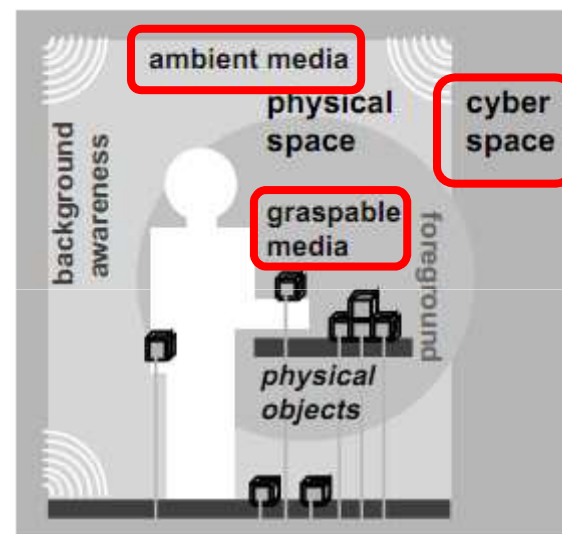 ambient media
physical
space
cyber
space
background
awareness
graspable
media
foreground
physical
objects